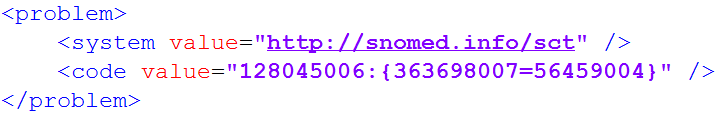 <problem>
    <system value="http://snomed.info/sct" />
    <code value="128045006:{363698007=56459004}" />
</problem>